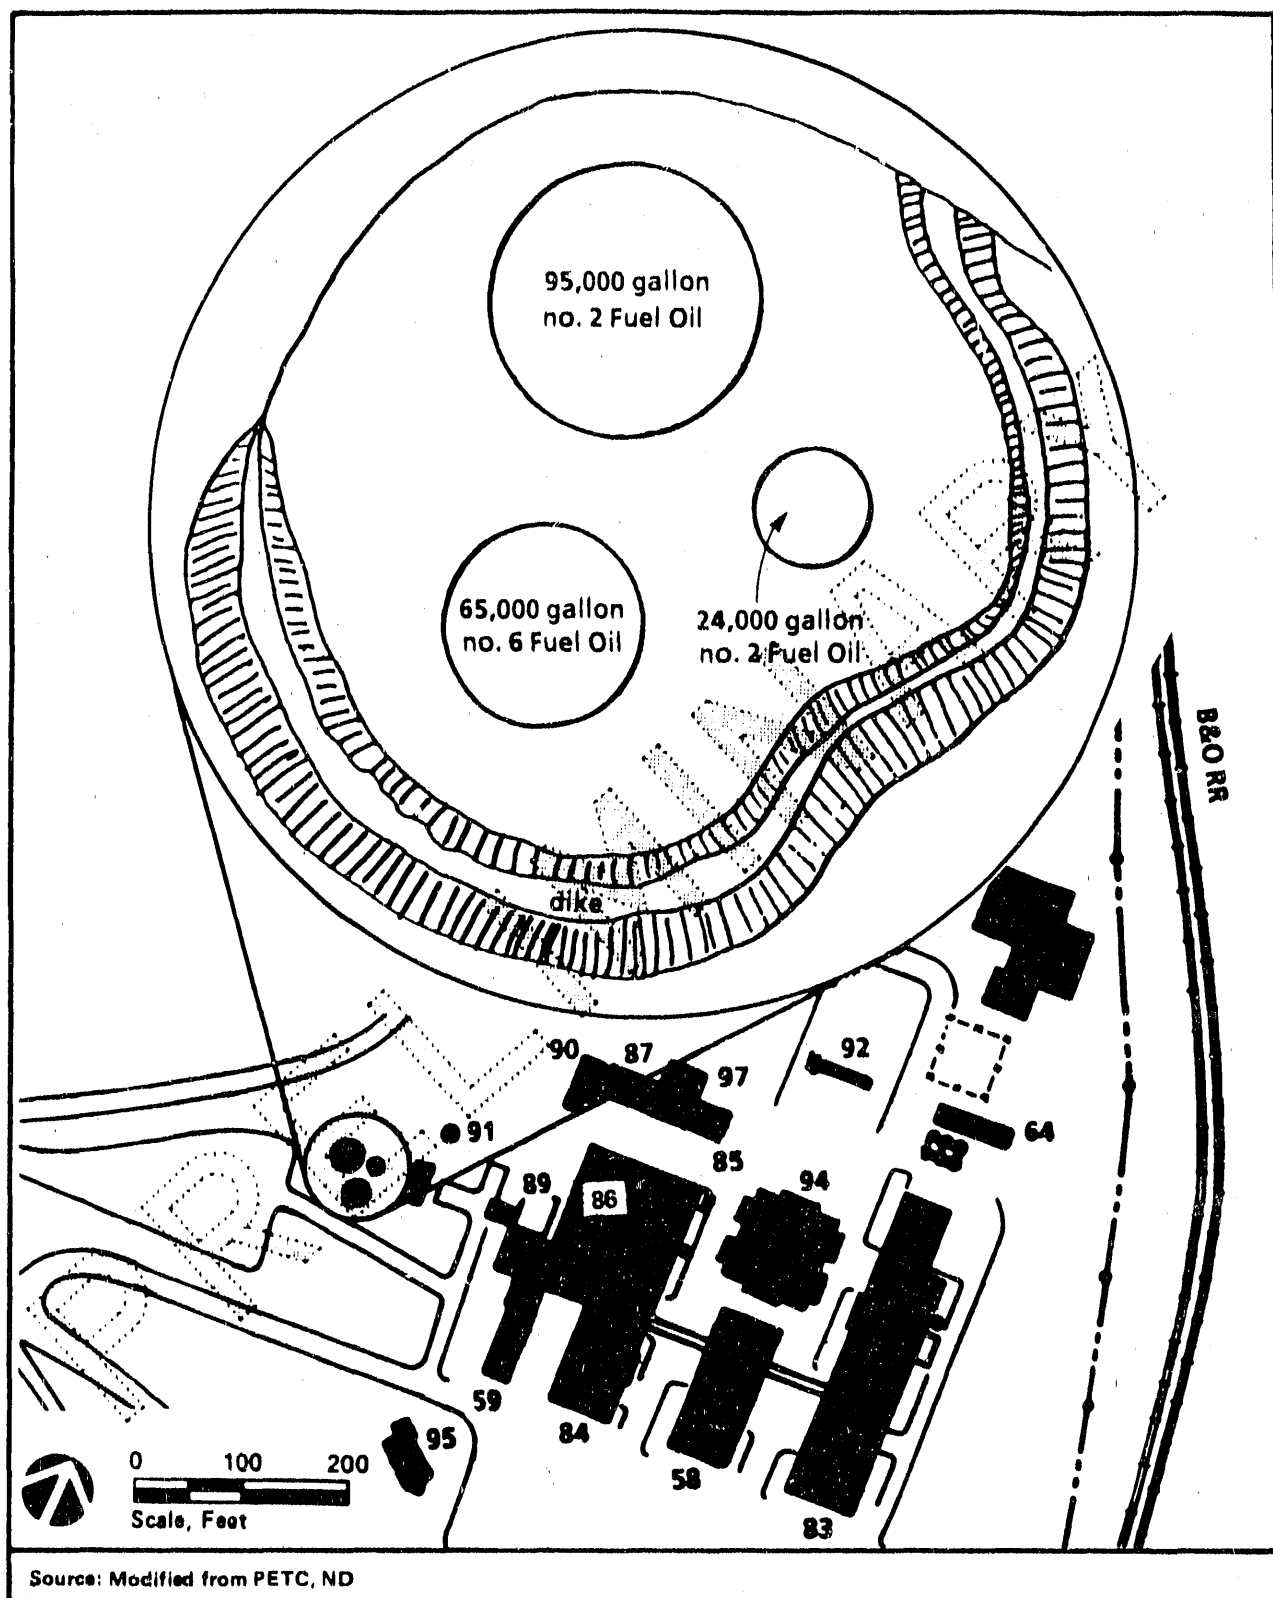 95,000 gallon
no. 2 Fuel Oil
65,000 gallon
no. 6 Fuel Oil
24,000 gallon
no. 2 Fuel Oil
dike
B&O RR
PRELIMINARY
90
87
97
92
91
64
85
89
86
94
59
84
95
58
83
0 100 200
Scale, Feet
Source: Modified from PETC, ND